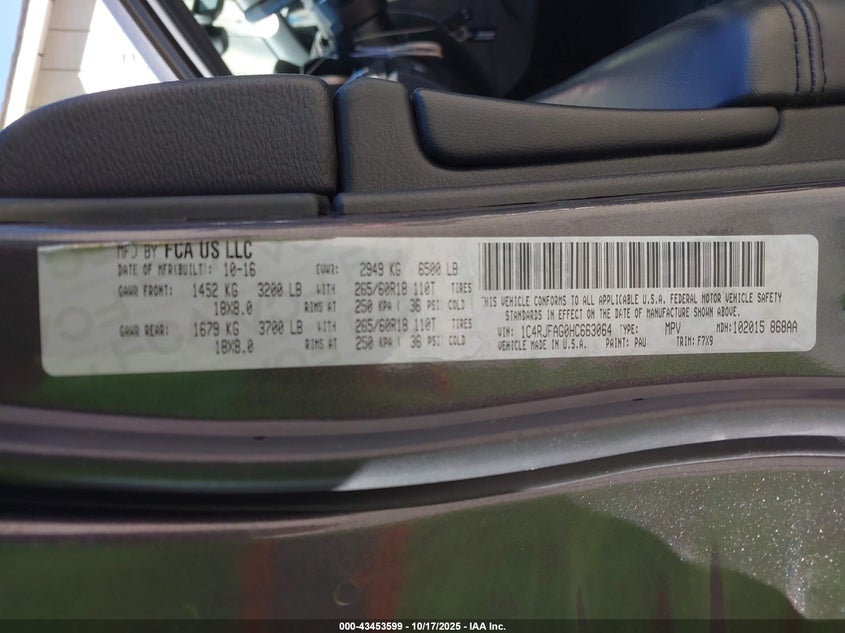 MFD BY FCA US LLC
DATE OF MFR(BUILT): 10-16 GVWR: 2949 KG 6500 LB
GAWR FRONT: 1452 KG 3200 LB WITH 265/60R18 110T TIRES
18X8.0 RIMS AT 250 KPA ( 36 PSI) COLD
GAWR REAR: 1679 KG 3700 LB WITH 265/60R18 110T TIRES
18X8.0 RIMS AT 250 KPA ( 36 PSI) COLD
THIS VEHICLE CONFORMS TO ALL APPLICABLE U.S.A. FEDERAL MOTOR VEHICLE SAFETY
STANDARDS IN EFFECT ON THE DATE OF MANUFACTURE SHOWN ABOVE.
VIN: 1C4RJFAG0HC663064 TYPE: MPV MDH: 102015 868AA
VEHICLE MADE IN U.S.A. PAINT: PAU TRIM: F7X9
000-43453599 - 10/17/2025 - IAA Inc.